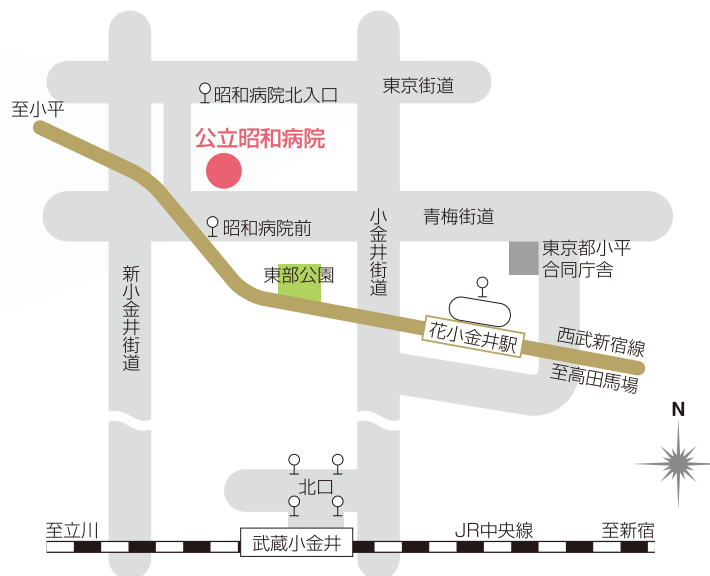 東京街道
昭和病院北入口
至小平
公立昭和病院
青梅街道
昭和病院前
小金井街道
東京都小平
合同庁舎
東部公園
新小金井街道
花小金井駅
西武新宿線
至高田馬場
N
北口
至立川
武蔵小金井
JR中央線
至新宿